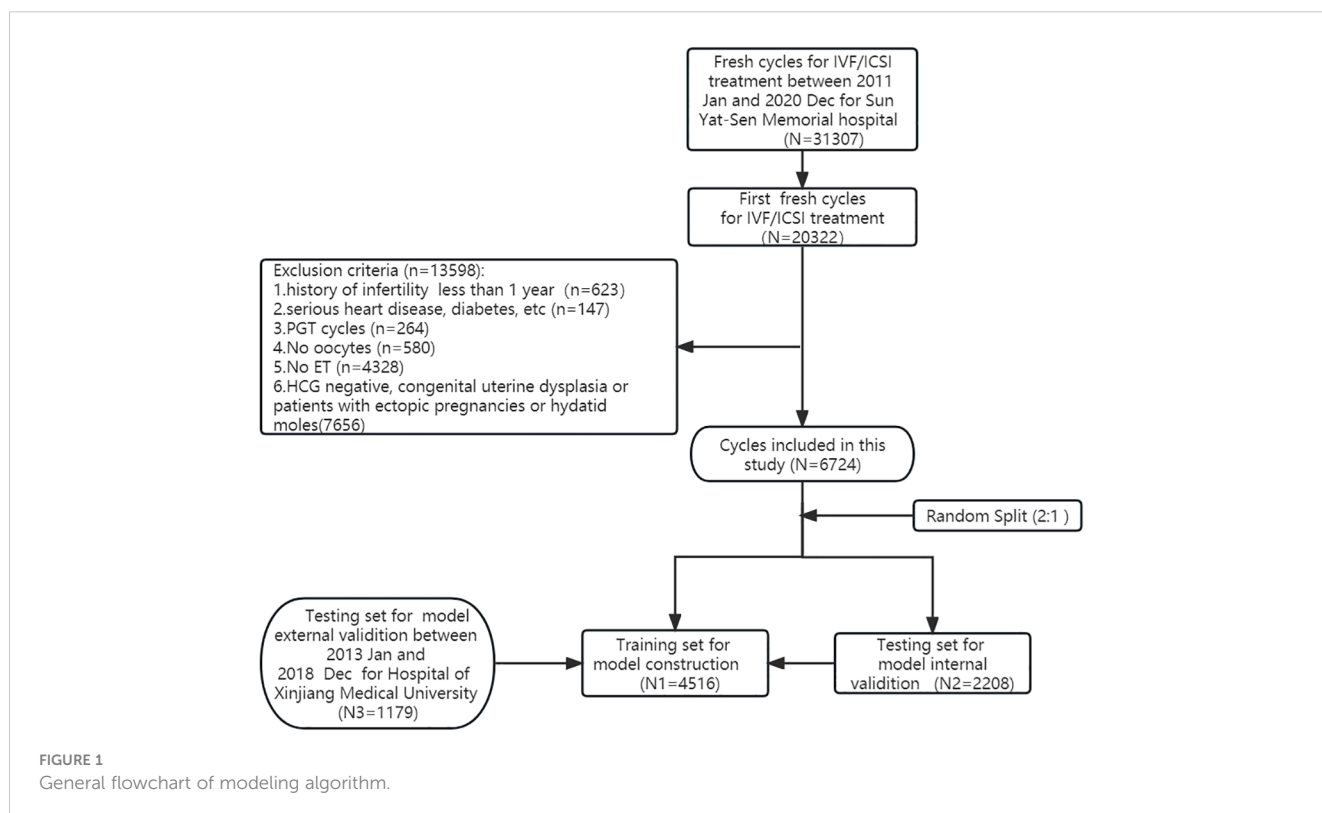 Fresh cycles for IVF/ICSI
treatment between 2011
Jan and 2020 Dec for Sun
Yat-Sen Memorial hospital
(N=31307)
First fresh cycles
for IVF/ICSI treatment
(N=20322)
Exclusion criteria (n=13598):
1.history of infertility less than 1 year (n=623)
2.serious heart disease, diabetes, etc (n=147)
3.PGT cycles (n=264)
4.No oocytes (n=580)
5.No ET (n=4328)
6.HCG negative, congenital uterine dysplasia or
patients with ectopic pregnancies or hydatid
moles(7656)
Cycles included in this
study (N=6724)
Random Split (2:1 )
Testing set for model
external validition between
2013 Jan and
2018 Dec for Hospital of
Xinjiang Medical University
(N3=1179)
Training set for
model construction
(N1=4516)
Testing set for
model internal
validition (N2=2208)
FIGURE 1
General flowchart of modeling algorithm.